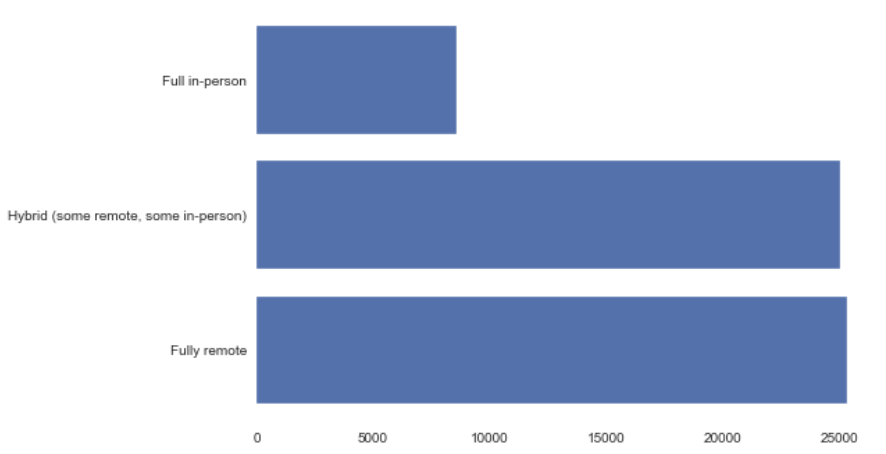 Full in-person
Hybrid (some remote, some in-person)
Fully remote
0 5000 10000 15000 20000 25000